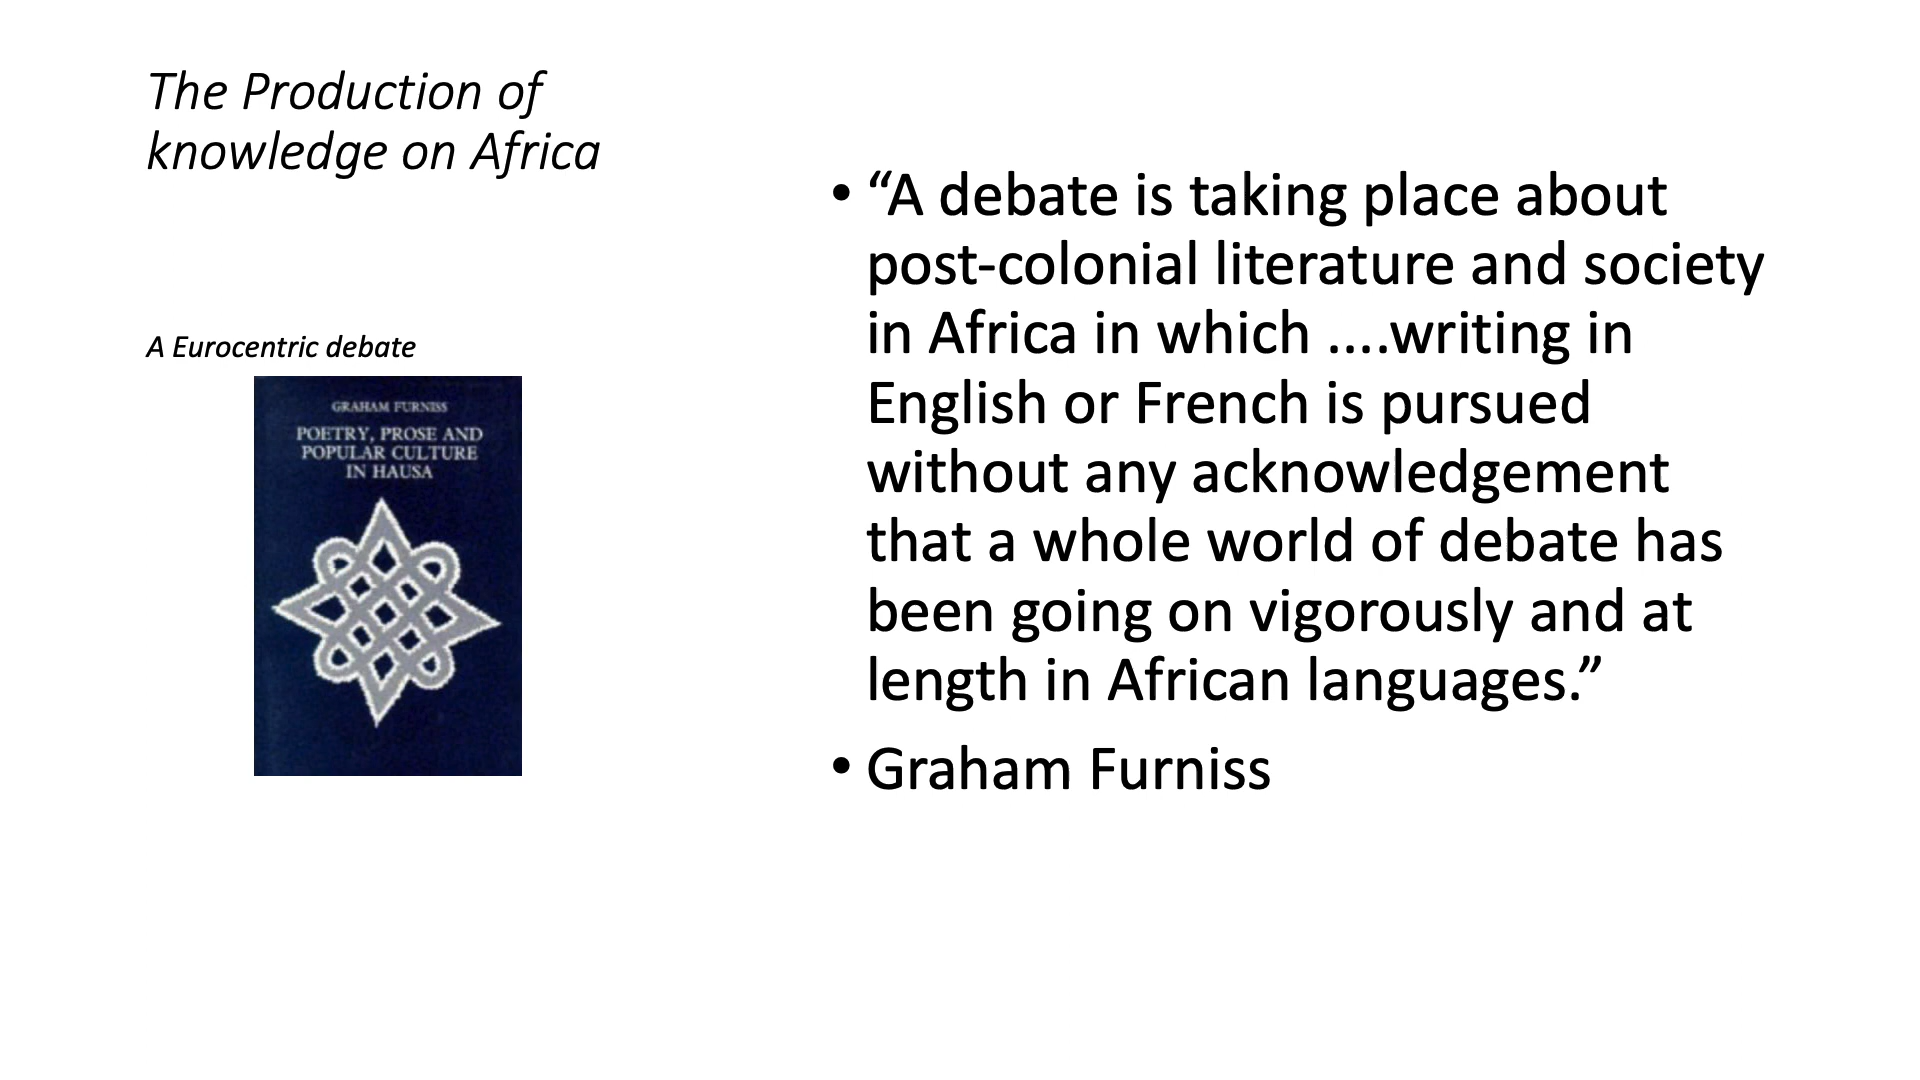 The Production of
knowledge on Africa
A Eurocentric debate
GRAHAM FURNISS
POETRY, PROSE AND
POPULAR CULTURE
IN HAUSA
• “A debate is taking place about
post-colonial literature and society
in Africa in which ....writing in
English or French is pursued
without any acknowledgement
that a whole world of debate has
been going on vigorously and at
length in African languages.”
• Graham Furniss